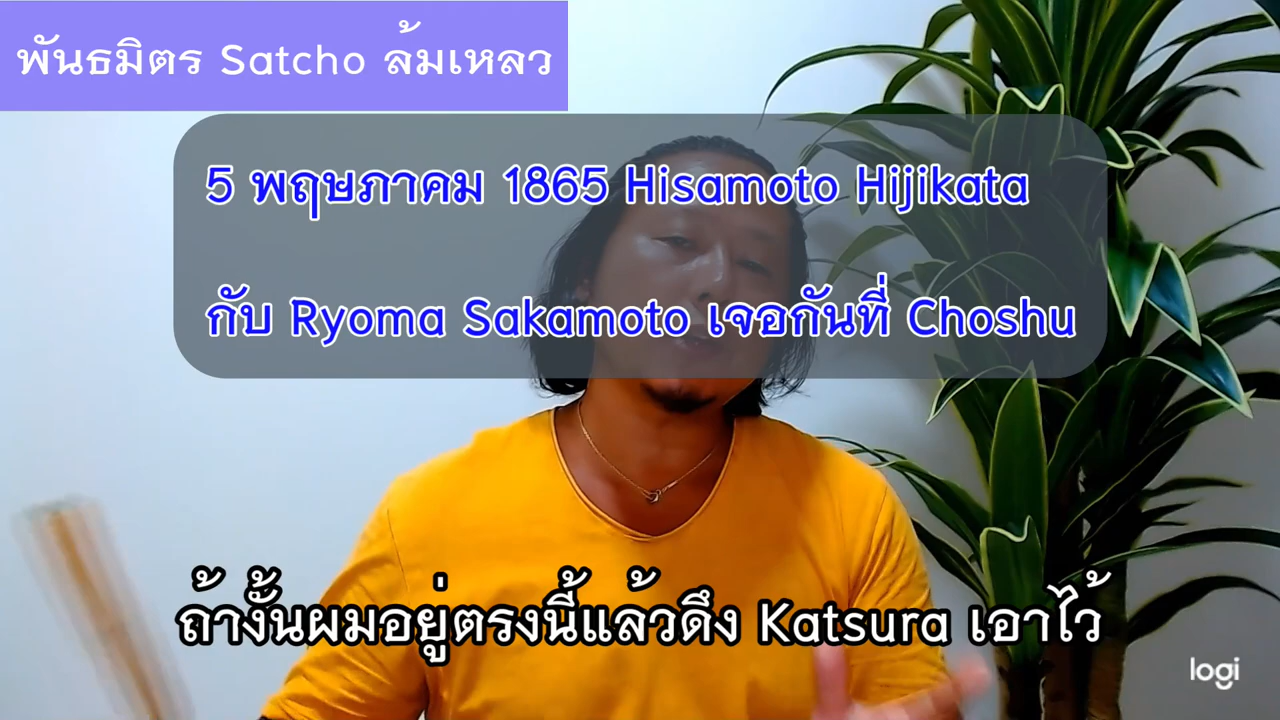 พันธมิตร Satcho ล้มเหลว
5 พฤษภาคม 1865 Hisamoto Hijikata
กับ Ryoma Sakamoto เจอกันที่ Choshu
ถ้างั้นผมอยู่ตรงนี้แล้วดึง Katsura เอาไว้
logi